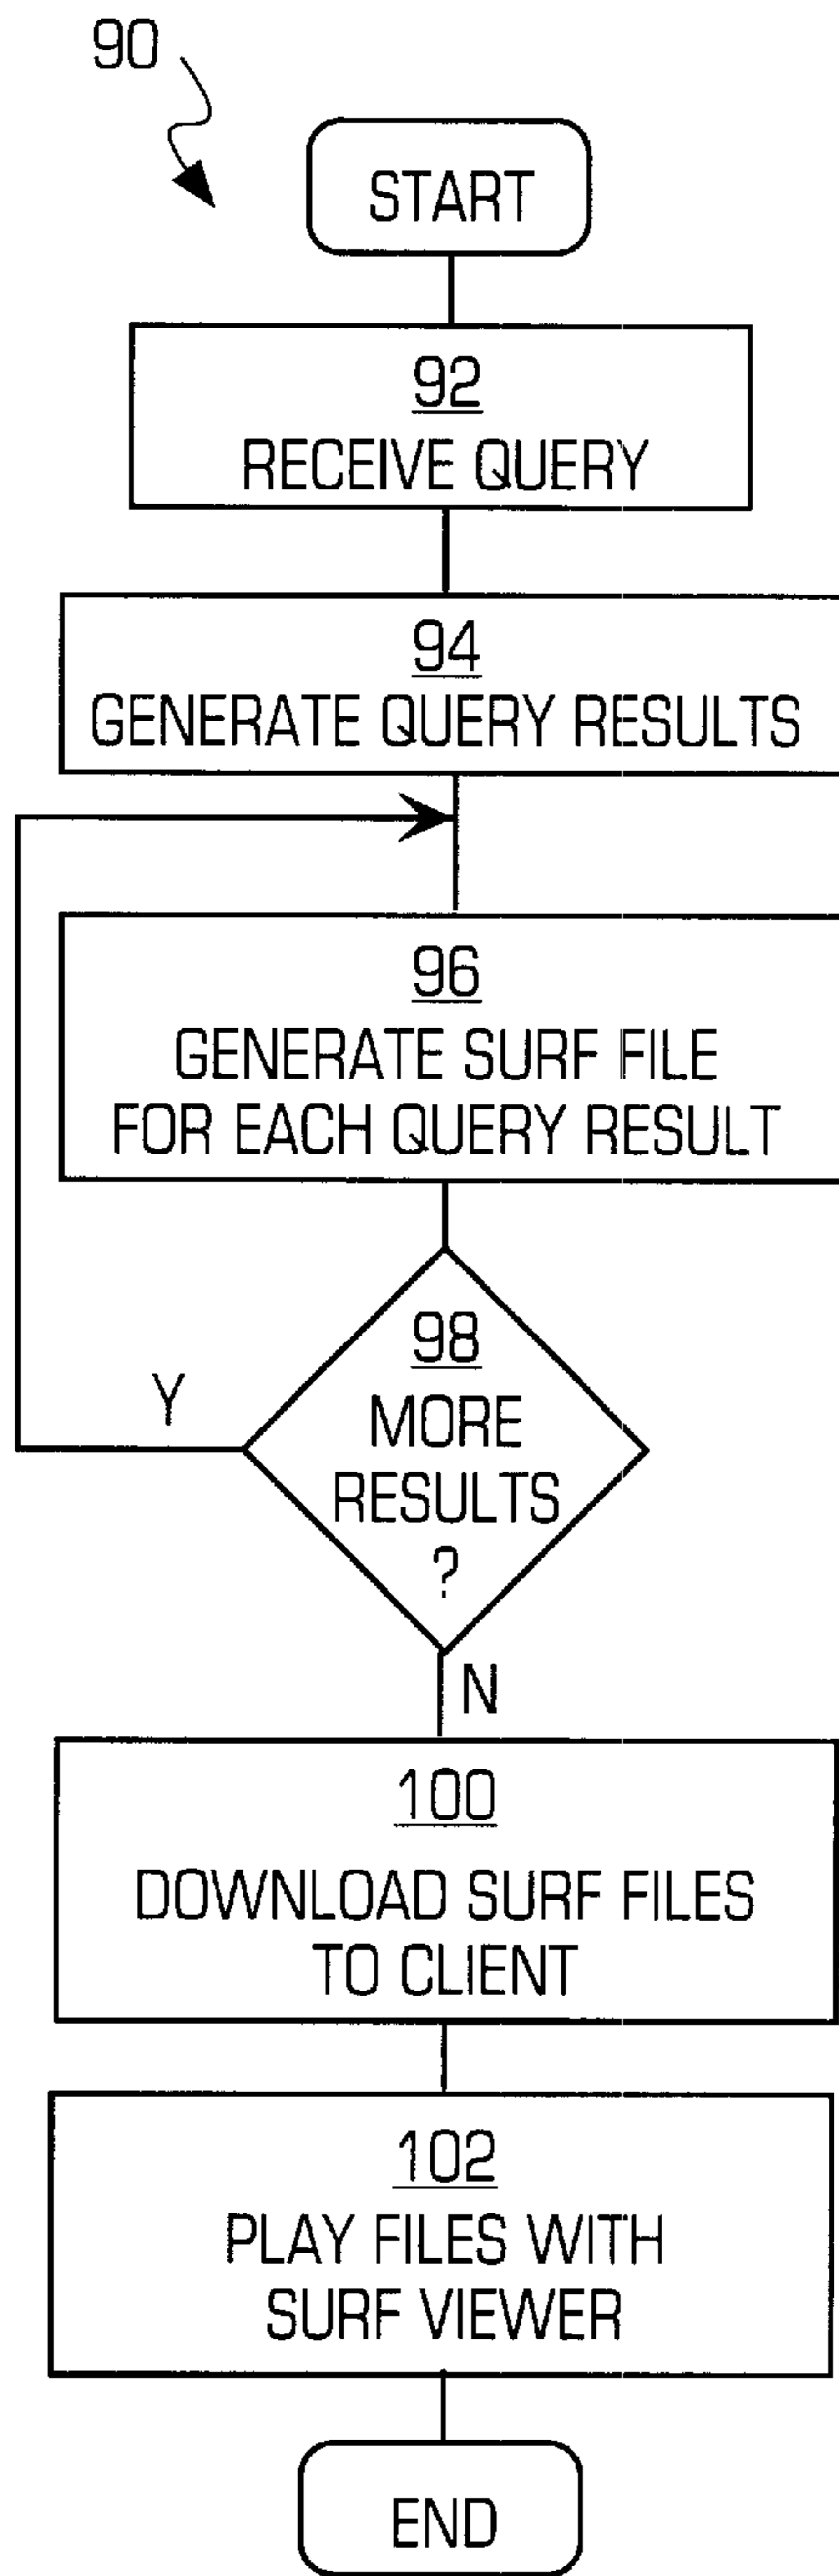 90
START
92
RECEIVE QUERY
94
GENERATE QUERY RESULTS
96
GENERATE SURF FILE
FOR EACH QUERY RESULT
98
MORE
RESULTS
?
Y
N
100
DOWNLOAD SURF FILES
TO CLIENT
102
PLAY FILES WITH
SURF VIEWER
END